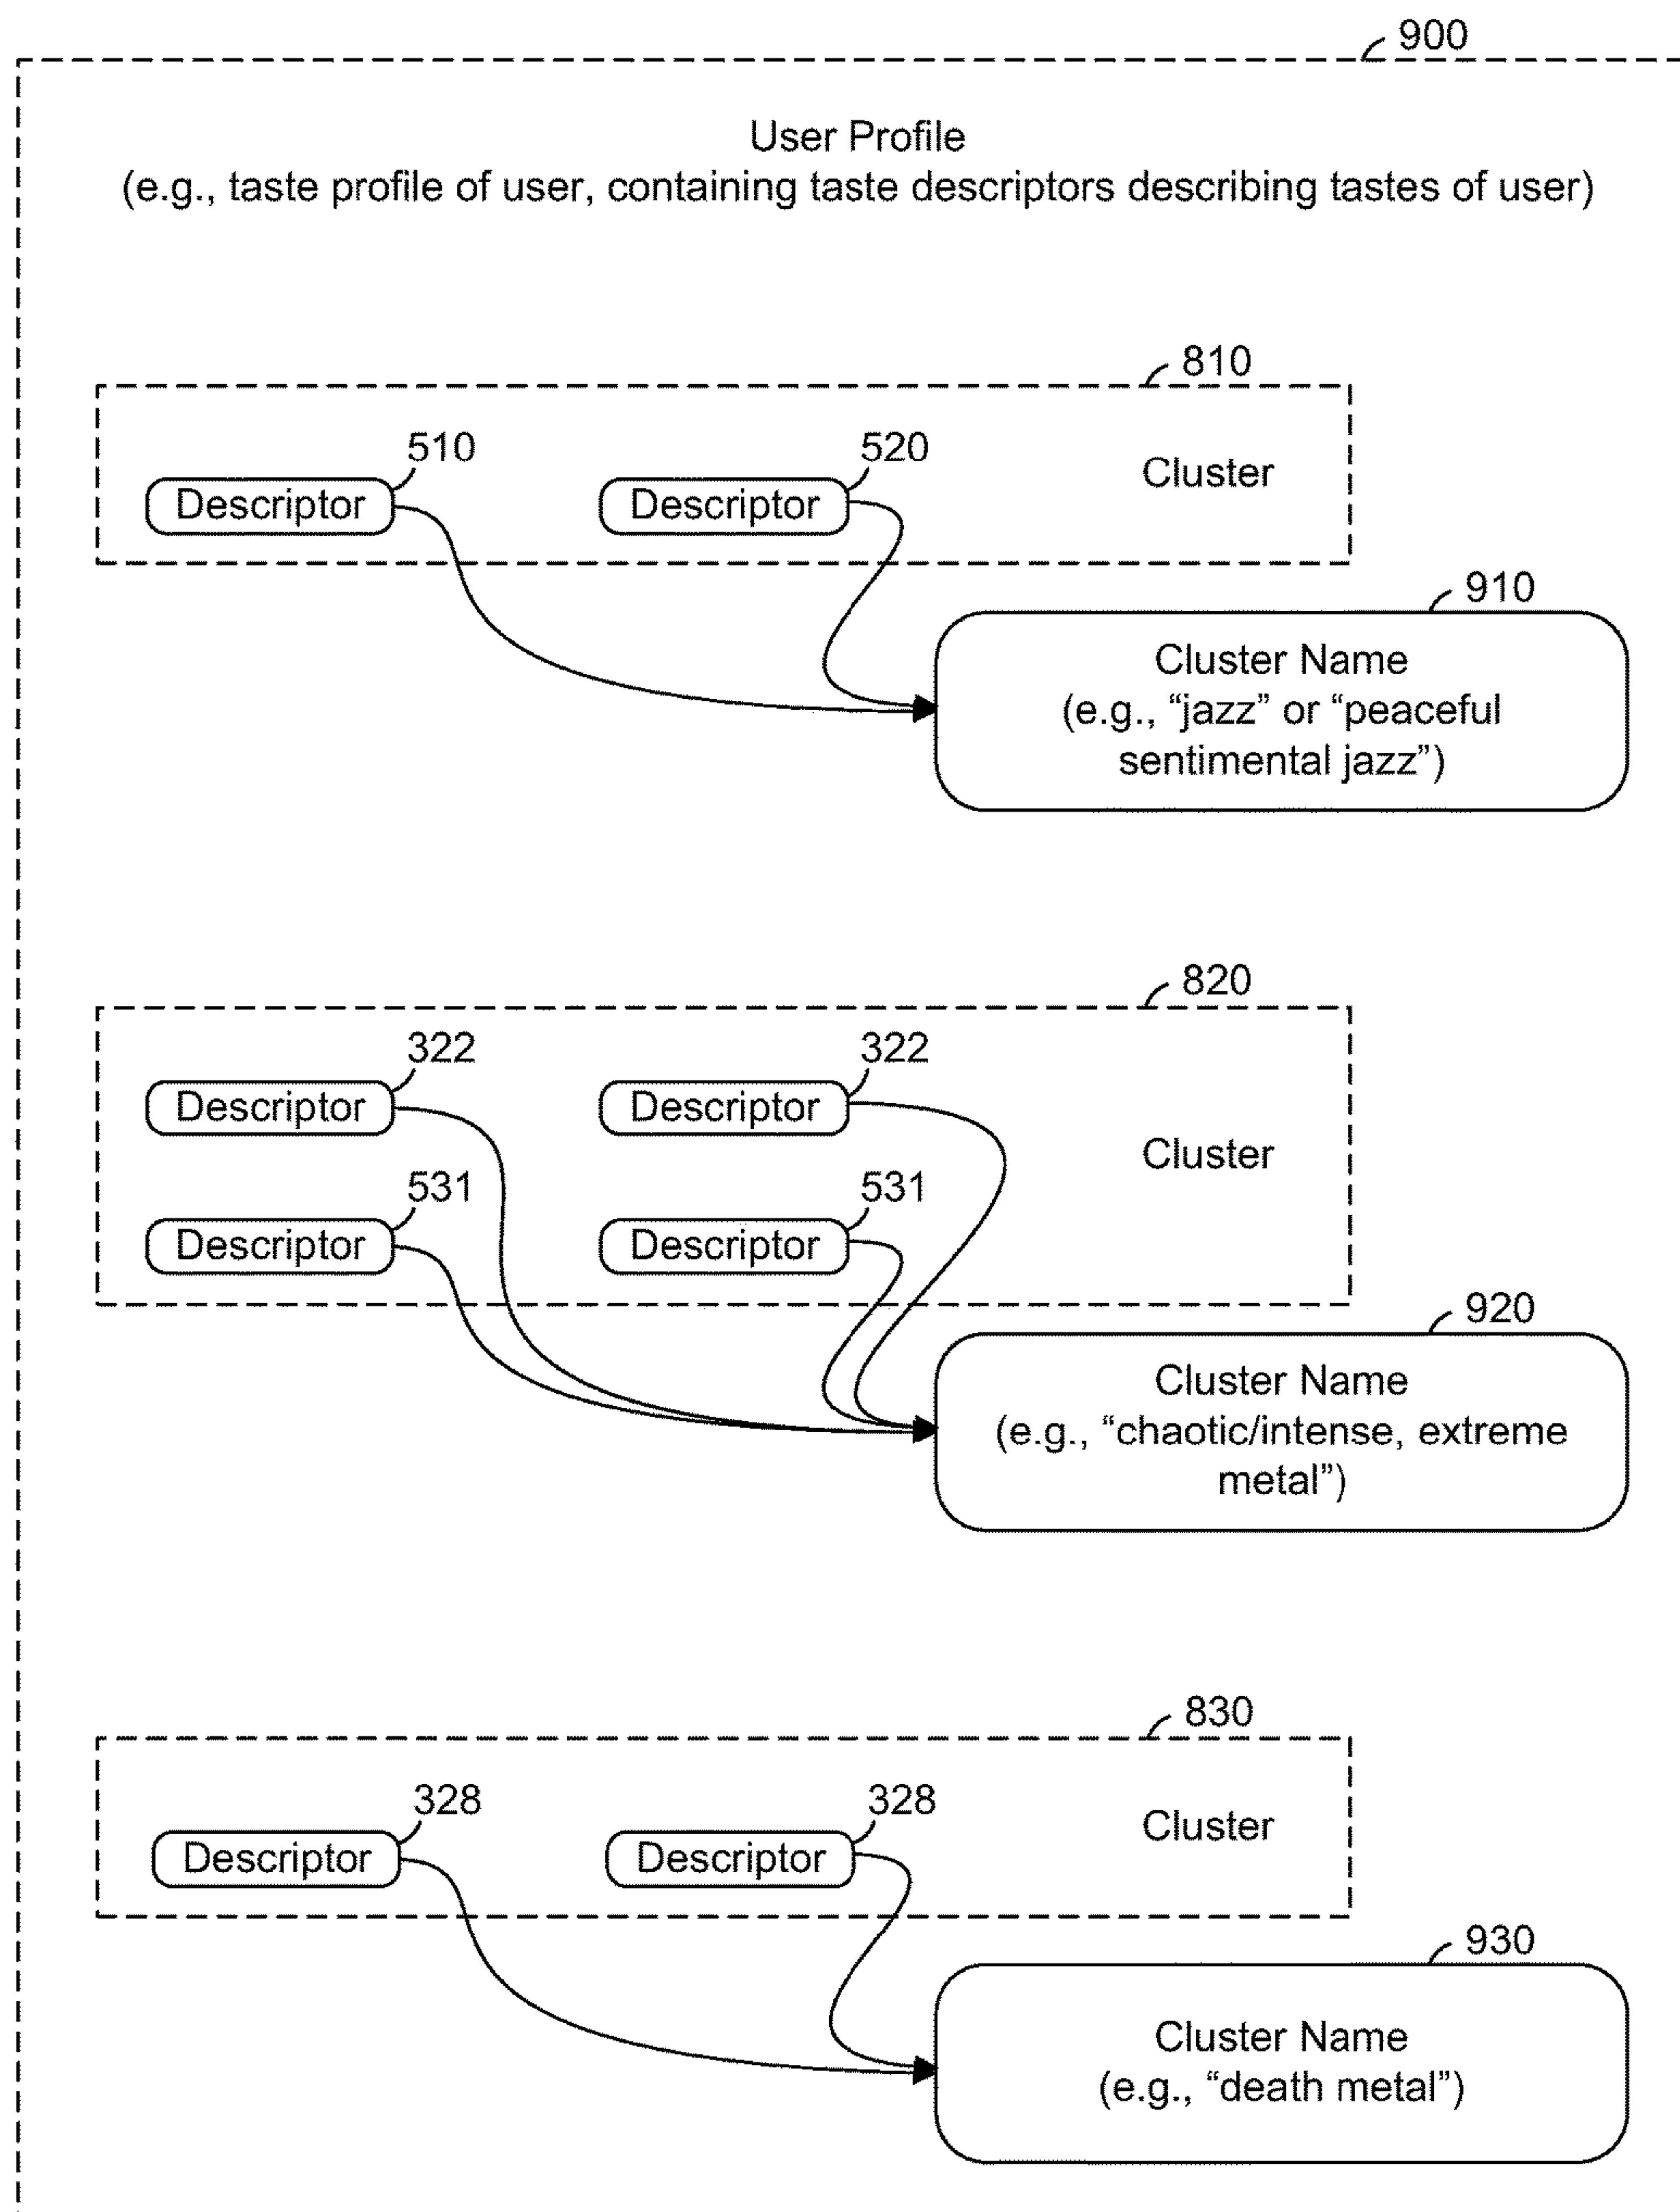 900
User Profile
(e.g., taste profile of user, containing taste descriptors describing tastes of user)
810
510
520
Descriptor
Descriptor
Cluster
910
Cluster Name
(e.g., “jazz” or “peaceful
sentimental jazz”)
820
322
322
Descriptor
Descriptor
Cluster
531
531
Descriptor
Descriptor
920
Cluster Name
(e.g., “chaotic/intense, extreme
metal”)
830
328
328
Descriptor
Descriptor
Cluster
930
Cluster Name
(e.g., “death metal”)